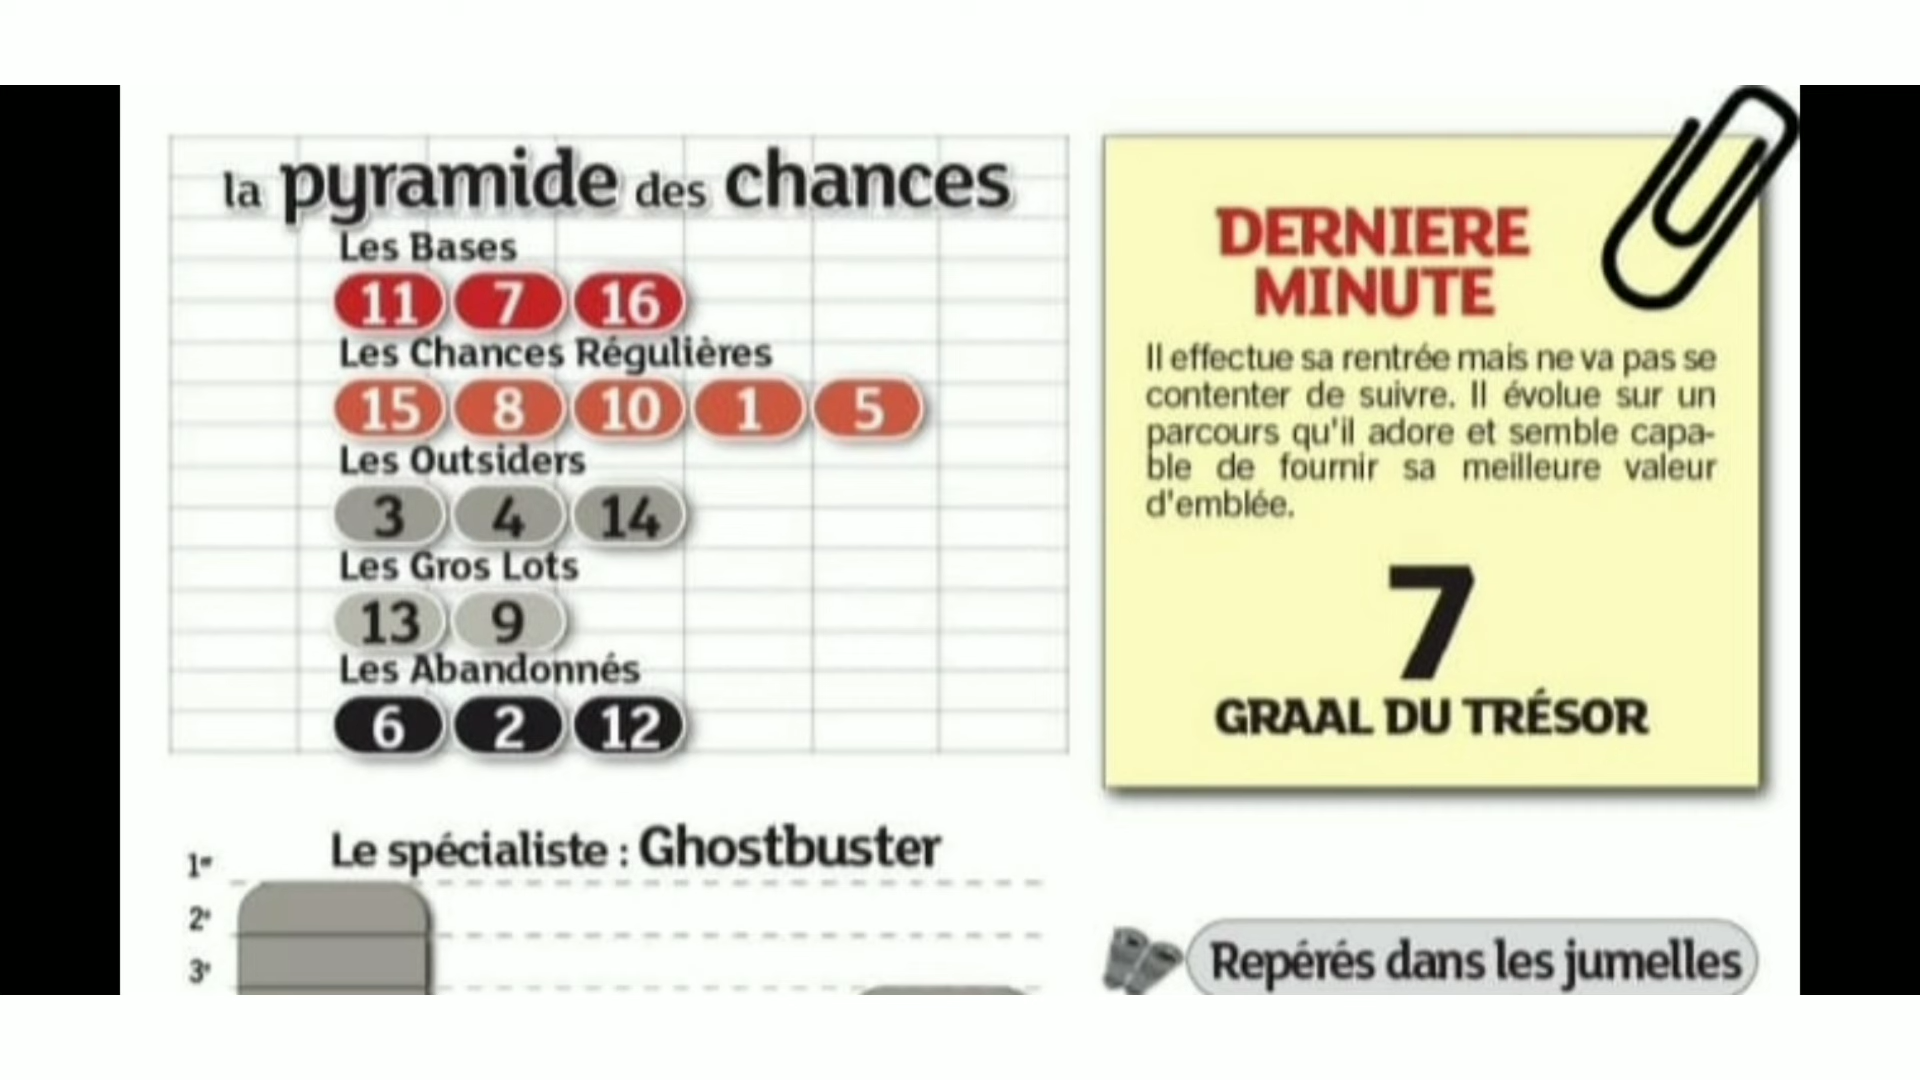 la pyramide des chances
Les Bases
11 7 16
Les Chances Régulières
15 8 10 1 5
Les Outsiders
3 4 14
Les Gros Lots
13 9
Les Abandonnés
6 2 12
DERNIERE
MINUTE
Il effectue sa rentrée mais ne va pas se
contenter de suivre. Il évolue sur un
parcours qu'il adore et semble capa-
ble de fournir sa meilleure valeur
d'emblée.
7
GRAAL DU TRÉSOR
Le spécialiste : Ghostbuster
1er
2e
3e
Repérés dans les jumelles